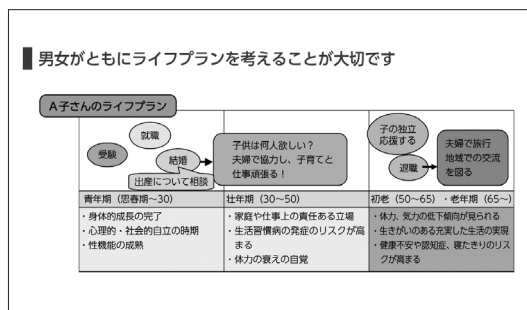 男女がともにライフプランを考えることが大切です
A子さんのライフプラン
受験
就職
結婚
出産について相談
子供は何人欲しい?
夫婦で協力し、子育てと
仕事頑張る!
子の独立
応援する
退職
夫婦で旅行
地域での交流
を図る
青年期(思春期~30)
・身体的成長の完了
・心理的・社会的自立の時期
・性機能の成熟
壮年期(30~50)
・家庭や仕事上の責任ある立場
・生活習慣病の発症のリスクが高
まる
・体力の衰えの自覚
初老(50~65)・老年期(65~)
・体力、気力の低下傾向が見られる
・生きがいのある充実した生活の実現
・健康不安や認知症、寝たきりのリス
クが高まる